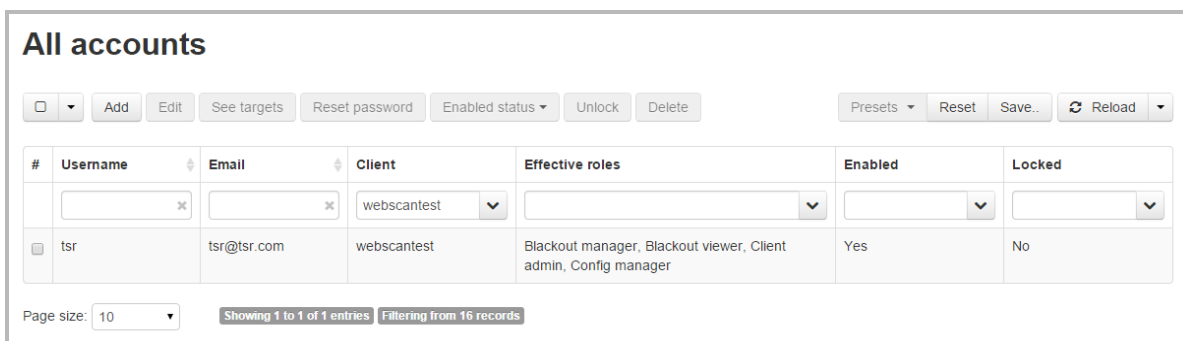 All accounts
Add Edit See targets Reset password Enabled status Unlock Delete Presets Reset Save.. Reload
# Username Email Client Effective roles Enabled Locked
webscantest
tsr tsr@tsr.com webscantest Blackout manager, Blackout viewer, Client Yes No
admin, Config manager
Page size: 10 Showing 1 to 1 of 1 entries Filtering from 16 records